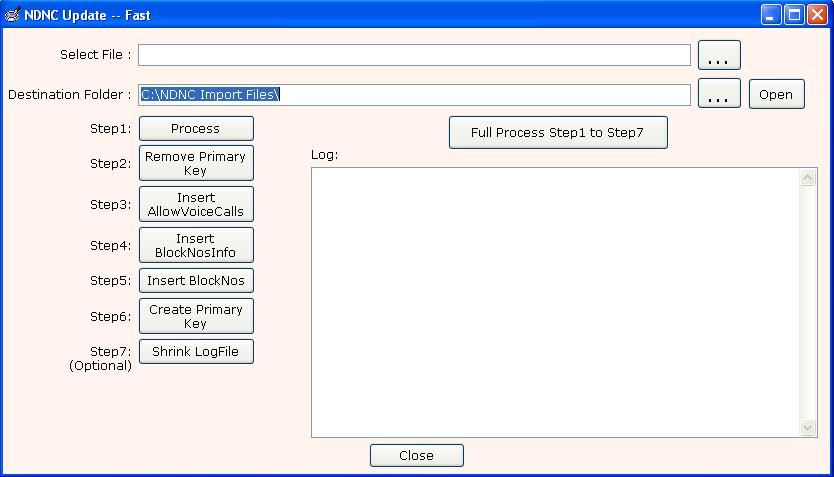 NDNC Update -- Fast
Select File :
...
Destination Folder :
C:\NDNC Import Files\
...
Open
Step1:
Process
Full Process Step1 to Step7
Step2:
Remove Primary
Key
Log:
Step3:
Insert
AllowVoiceCalls
Step4:
Insert
BlockNosInfo
Step5:
Insert BlockNos
Step6:
Create Primary
Key
Step7:
(Optional)
Shrink LogFile
Close